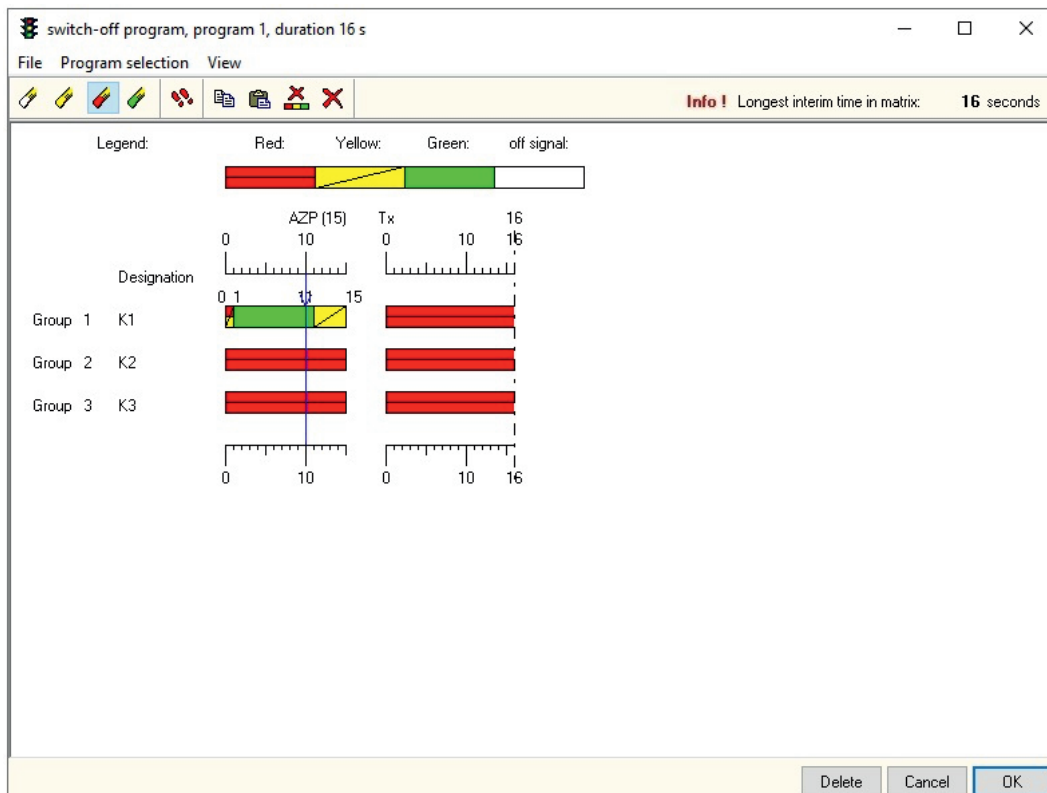 switch-off program, program 1, duration 16 s
File Program selection View
Info ! Longest interim time in matrix: 16 seconds
Legend: Red: Yellow: Green: off signal:
AZP (15) Tx 16
0 10 0 10 16
Designation
0 1 11 15
Group 1 K1
Group 2 K2
Group 3 K3
0 10 0 10 16
Delete Cancel OK